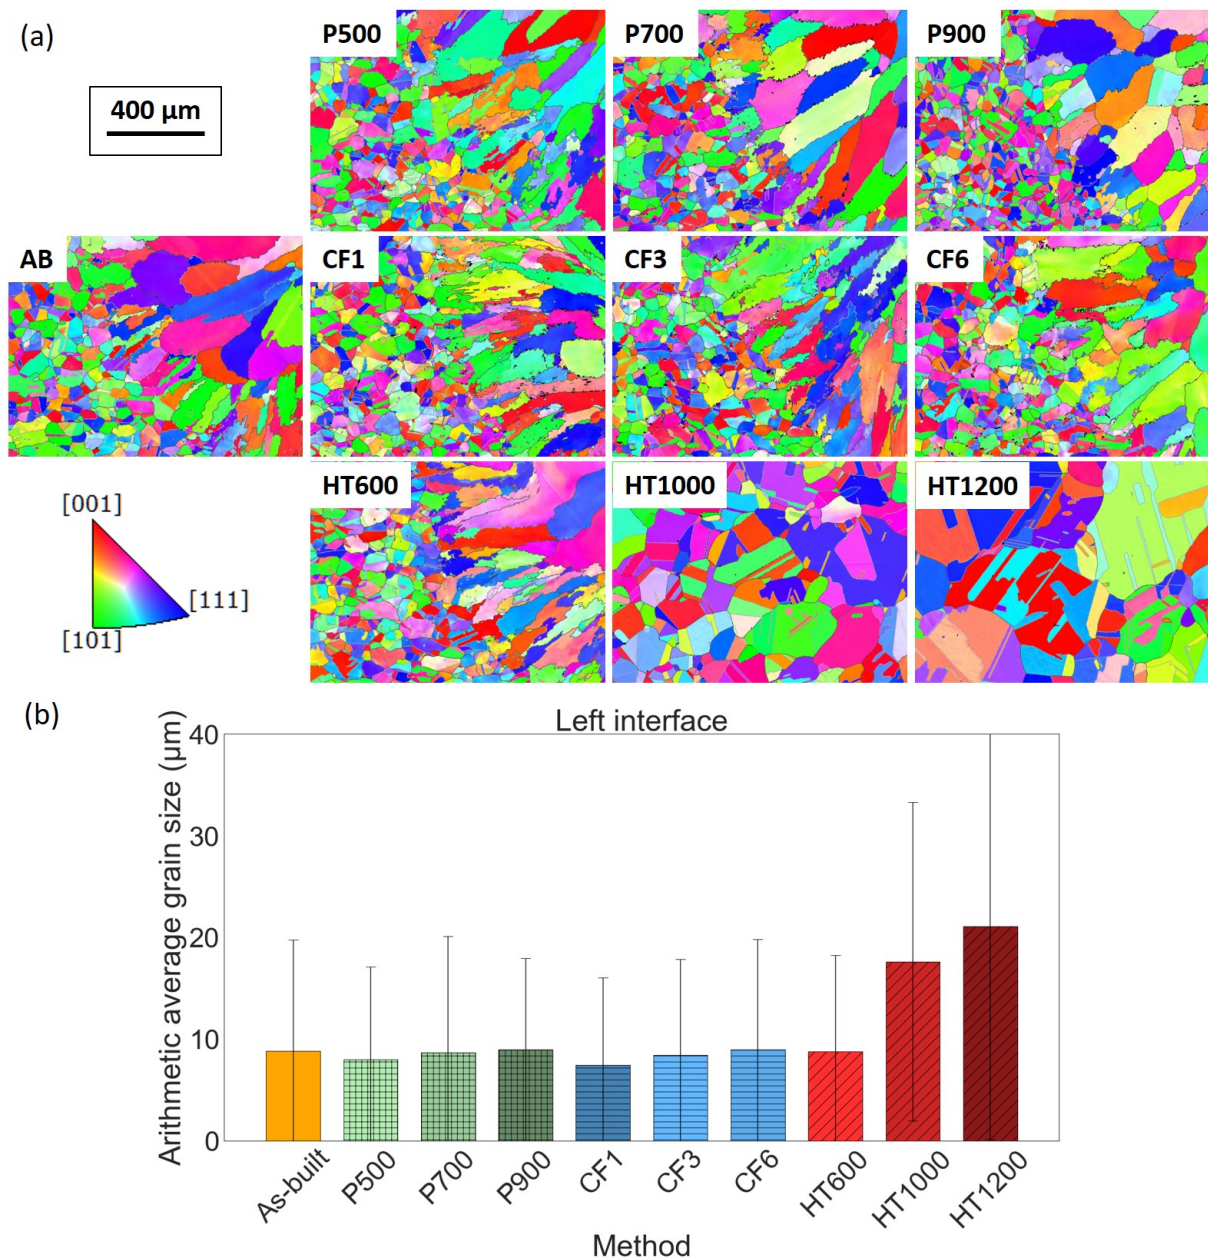 (a)
P500
P700
P900
400 µm
AB
CF1
CF3
CF6
HT600
HT1000
HT1200
[001]
[111]
[101]
(b)
Left interface
Arithmetic average grain size (µm)
40
30
20
10
0
As-built
P500
P700
P900
CF1
CF3
CF6
HT600
HT1000
HT1200
Method